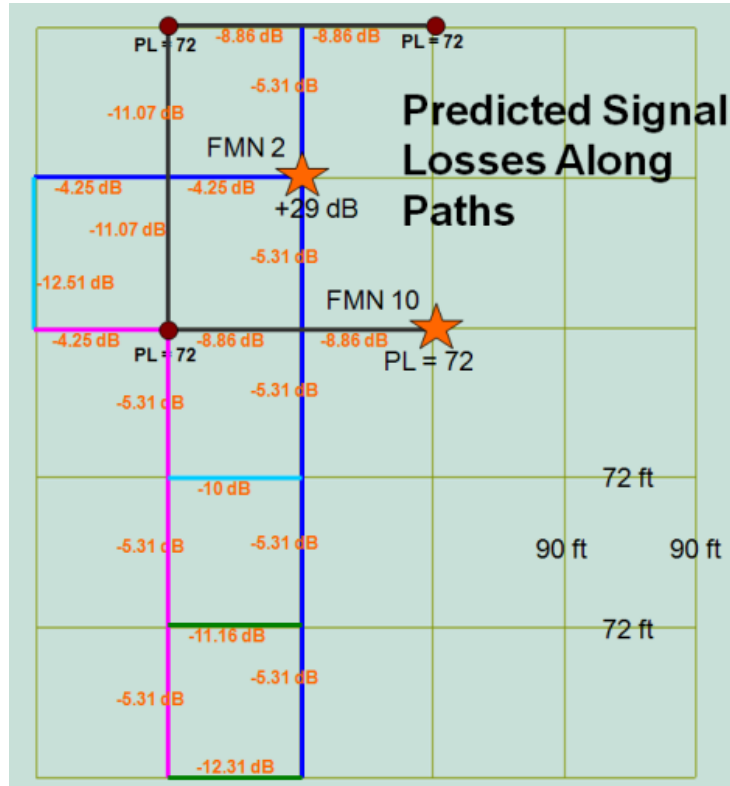 -8.86 dB
-8.86 dB
PL = 72
PL = 72
-5.31 dB
-11.07 dB
Predicted Signal
Losses Along
Paths
FMN 2
-4.25 dB
-4.25 dB
+29 dB
-11.07 dB
-5.31 dB
-12.51 dB
FMN 10
-4.25 dB
-8.86 dB
-8.86 dB
PL = 72
PL = 72
-5.31 dB
-5.31 dB
72 ft
-10 dB
-5.31 dB
-5.31 dB
90 ft
90 ft
72 ft
-11.16 dB
-5.31 dB
-5.31 dB
-12.31 dB